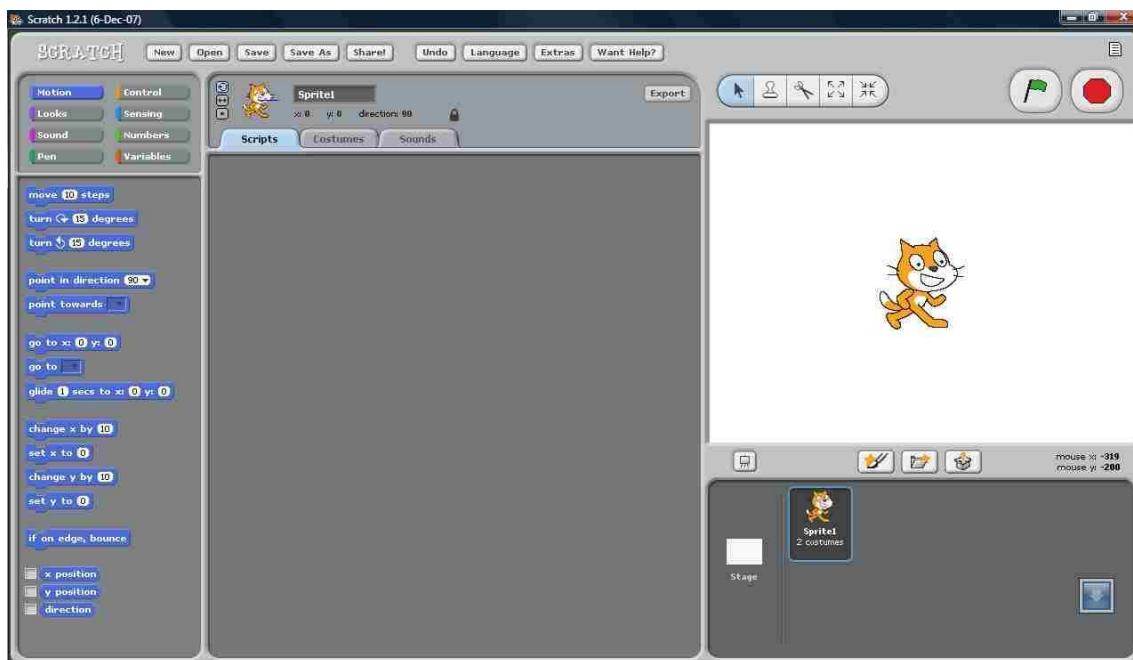 Scratch 1.2.1 (6-Dec-07)
SCRATCH New Open Save Save As Share! Undo Language Extras Want Help?
Motion Control
Looks Sensing
Sound Numbers
Pen Variables
move 10 steps
turn 15 degrees
turn 15 degrees
point in direction 90
point towards
go to x: 0 y: 0
go to
glide 1 secs to x: 0 y: 0
change x by 10
set x to 0
change y by 10
set y to 0
if on edge, bounce
x position
y position
direction
Sprite1
Export
x: 0 y: 0 direction: 90
Scripts Costumes Sounds
mouse x: -319
mouse y: -200
Sprite1
2 costumes
Stage